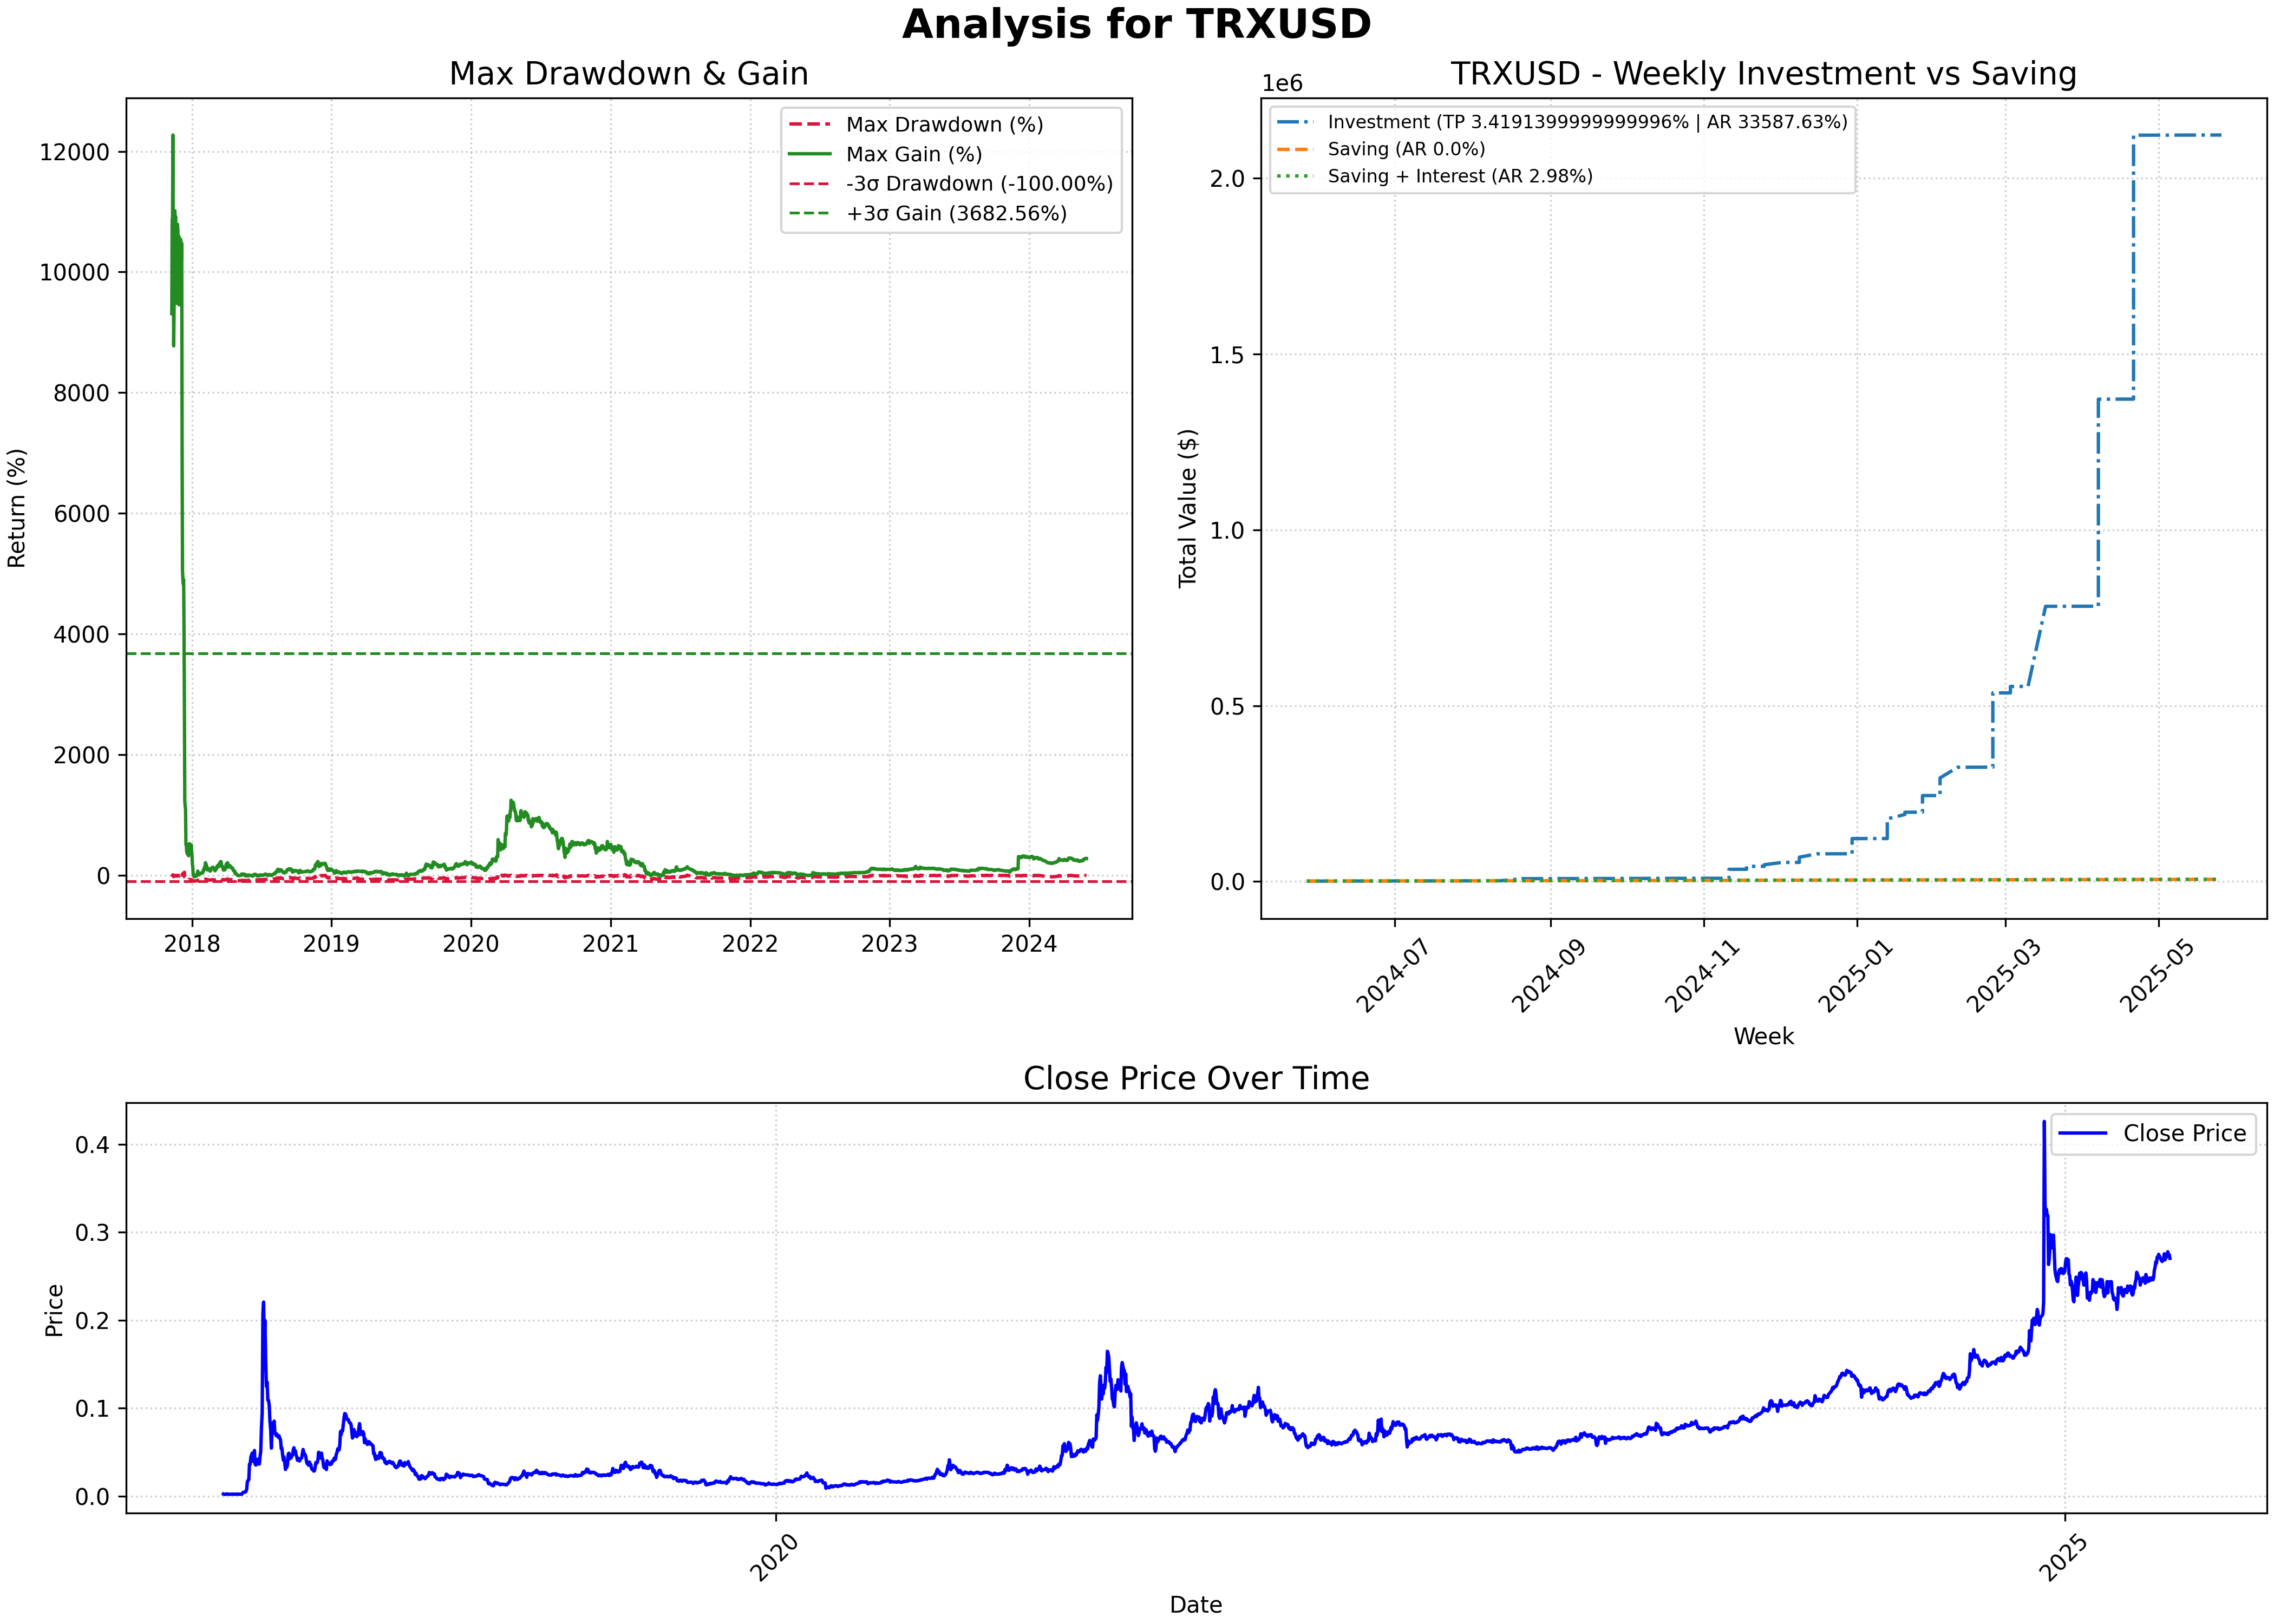 Analysis for TRXUSD
Max Drawdown & Gain
Max Drawdown (%)
Max Gain (%)
-3σ Drawdown (-100.00%)
+3σ Gain (3682.56%)
12000
10000
8000
6000
4000
2000
0
Return (%)
2018
2019
2020
2021
2022
2023
2024
TRXUSD - Weekly Investment vs Saving
1e6
Investment (TP 3.4191399999999996% | AR 33587.63%)
Saving (AR 0.0%)
Saving + Interest (AR 2.98%)
2.0
1.5
1.0
0.5
0.0
Total Value ($)
2024-07
2024-09
2024-11
2025-01
2025-03
2025-05
Week
Close Price Over Time
Close Price
0.4
0.3
0.2
0.1
0.0
Price
2020
2025
Date